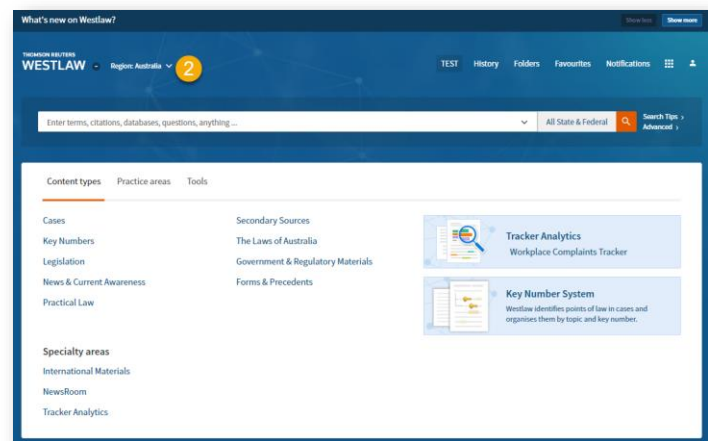 What's new on Westlaw?
Show less
Show more
THOMSON REUTERS
WESTLAW
Region: Australia
2
TEST
History
Folders
Favourites
Notifications
Enter terms, citations, databases, questions, anything ...
All State & Federal
Search Tips ›
Advanced ›
Content types
Practice areas
Tools
Cases
Key Numbers
Legislation
News & Current Awareness
Practical Law
Secondary Sources
The Laws of Australia
Government & Regulatory Materials
Forms & Precedents
Tracker Analytics
Workplace Complaints Tracker
Key Number System
Westlaw identifies points of law in cases and
organises them by topic and key number.
Specialty areas
International Materials
NewsRoom
Tracker Analytics